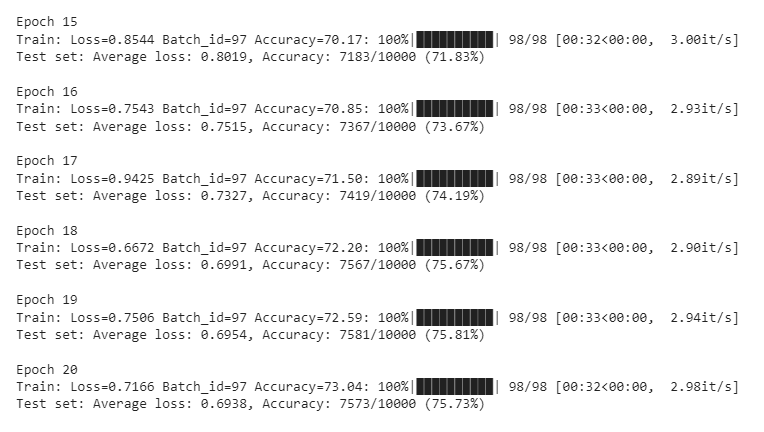 Epoch 15
Train: Loss=0.8544 Batch_id=97 Accuracy=70.17: 100%|██████████| 98/98 [00:32<00:00,  3.00it/s]
Test set: Average loss: 0.8019, Accuracy: 7183/10000 (71.83%)
Epoch 16
Train: Loss=0.7543 Batch_id=97 Accuracy=70.85: 100%|██████████| 98/98 [00:33<00:00,  2.93it/s]
Test set: Average loss: 0.7515, Accuracy: 7367/10000 (73.67%)
Epoch 17
Train: Loss=0.9425 Batch_id=97 Accuracy=71.50: 100%|██████████| 98/98 [00:33<00:00,  2.89it/s]
Test set: Average loss: 0.7327, Accuracy: 7419/10000 (74.19%)
Epoch 18
Train: Loss=0.6672 Batch_id=97 Accuracy=72.20: 100%|██████████| 98/98 [00:33<00:00,  2.90it/s]
Test set: Average loss: 0.6991, Accuracy: 7567/10000 (75.67%)
Epoch 19
Train: Loss=0.7506 Batch_id=97 Accuracy=72.59: 100%|██████████| 98/98 [00:33<00:00,  2.94it/s]
Test set: Average loss: 0.6954, Accuracy: 7581/10000 (75.81%)
Epoch 20
Train: Loss=0.7166 Batch_id=97 Accuracy=73.04: 100%|██████████| 98/98 [00:32<00:00,  2.98it/s]
Test set: Average loss: 0.6938, Accuracy: 7573/10000 (75.73%)